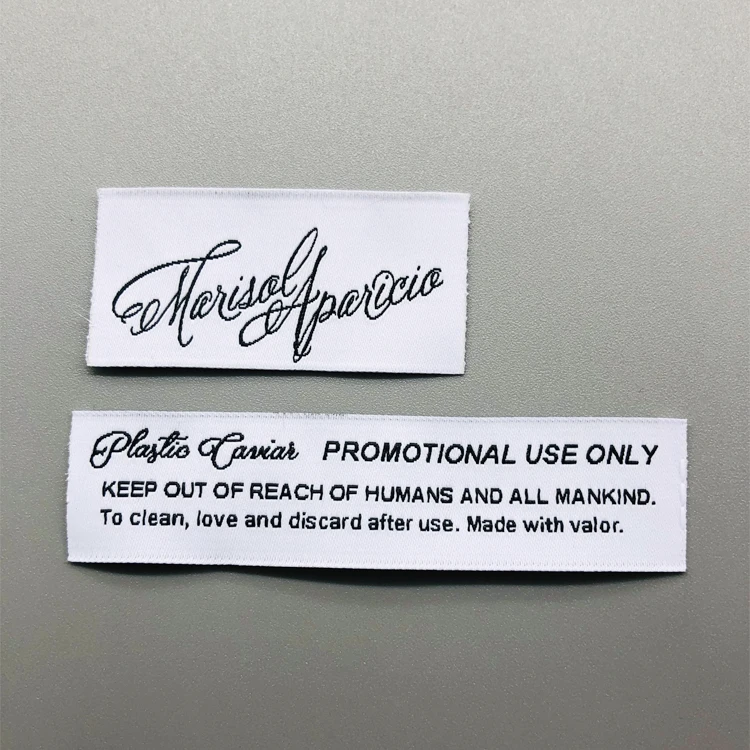 Marisol Aparicio
Plastic Caviar PROMOTIONAL USE ONLY
KEEP OUT OF REACH OF HUMANS AND ALL MANKIND.
To clean, love and discard after use. Made with valor.